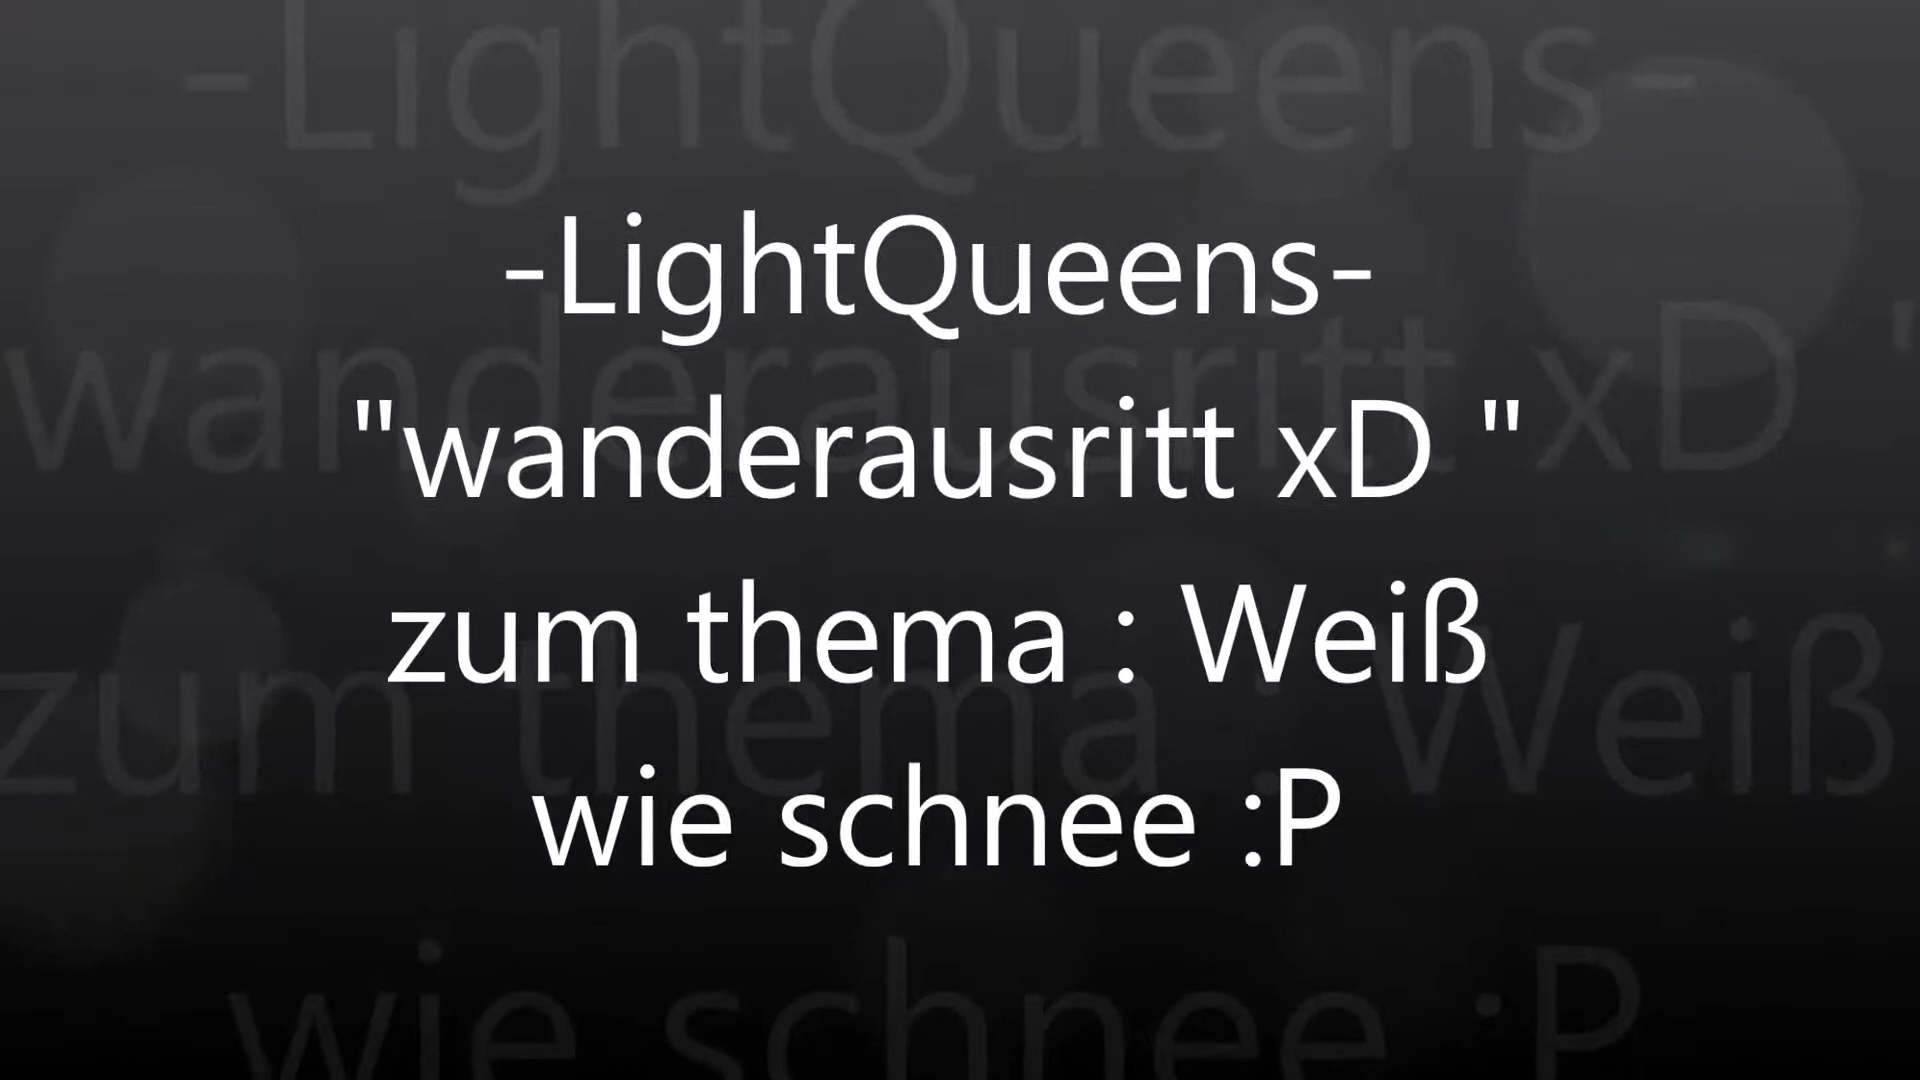 -LightQueens-
"wanderausritt xD "
zum thema : Weiß
wie schnee :P